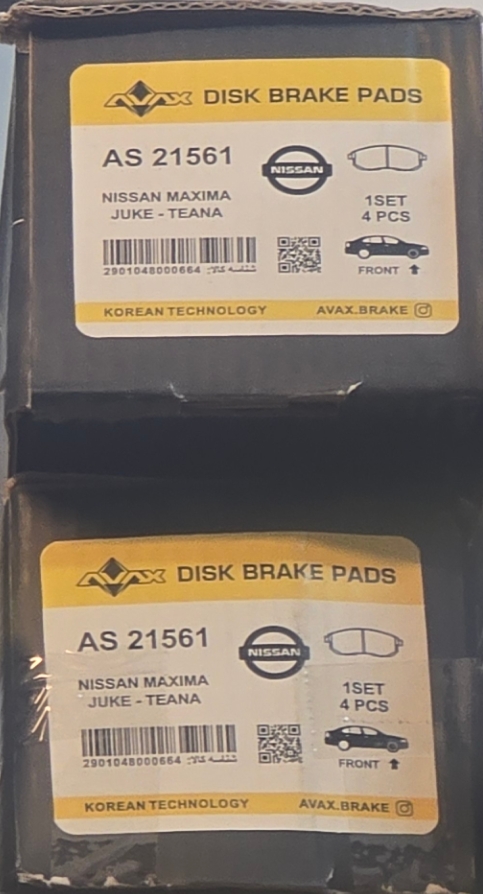 AVAX DISK BRAKE PADS
AS 21561
NISSAN
NISSAN MAXIMA
JUKE - TEANA
1SET
4 PCS
2901048000664 :شناسه کالا
FRONT
KOREAN TECHNOLOGY
AVAX.BRAKE
AVAX DISK BRAKE PADS
AS 21561
NISSAN
NISSAN MAXIMA
JUKE - TEANA
1SET
4 PCS
2901048000664 :شناسه کالا
FRONT
KOREAN TECHNOLOGY
AVAX.BRAKE